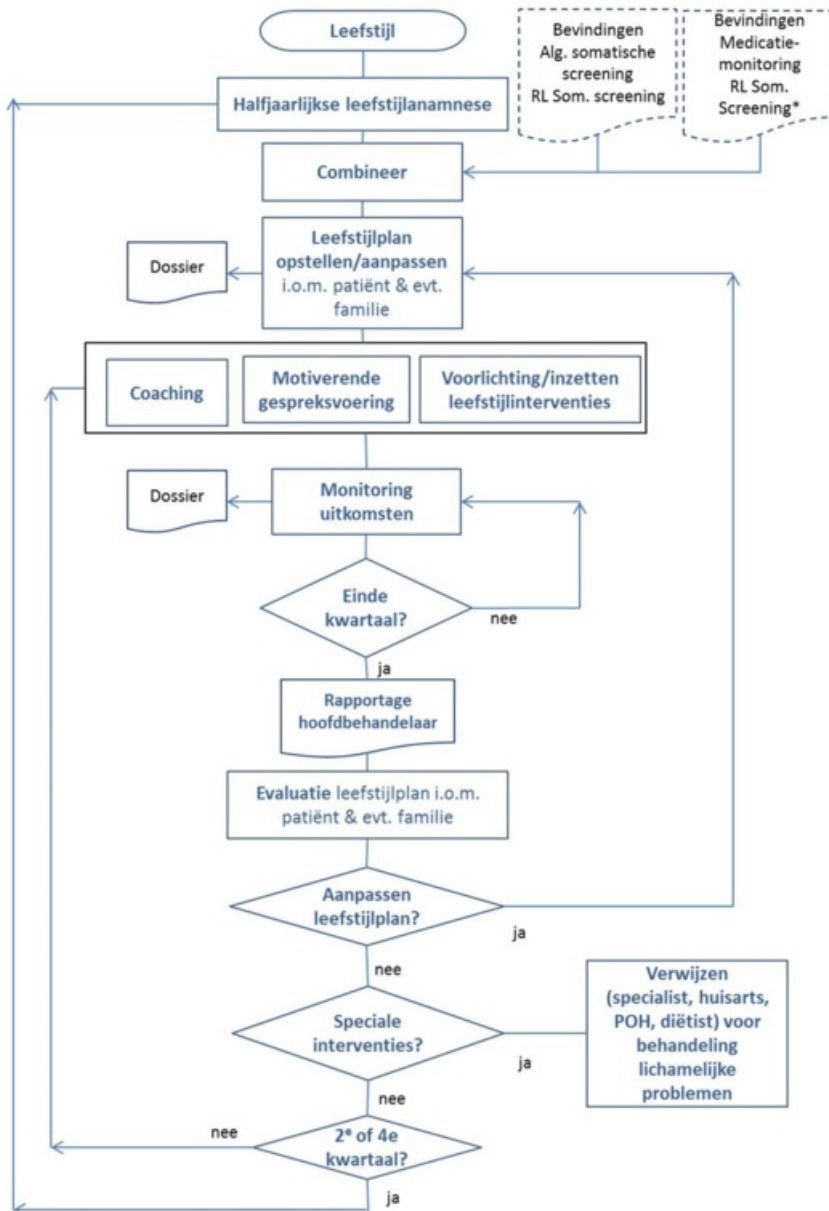 Leefstijl
Bevindingen
Alg. somatische
screening
RL Som. screening
Bevindingen
Medicatie-
monitoring
RL Som.
Screening*
Halfjaarlijkse leefstijlanamnese
Combineer
Leefstijlplan
opstellen/aanpassen
i.o.m. patiënt & evt.
familie
Dossier
Coaching
Motiverende
gespreksvoering
Voorlichting/inzetten
leefstijlinterventies
Dossier
Monitoring
uitkomsten
Einde
kwartaal?
nee
ja
Rapportage
hoofdbehandelaar
Evaluatie leefstijlplan i.o.m.
patiënt & evt. familie
Aanpassen
leefstijlplan?
ja
nee
Speciale
interventies?
ja
Verwijzen
(specialist, huisarts,
POH, diëtist) voor
behandeling
lichamelijke
problemen
nee
nee
2e of 4e
kwartaal?
ja